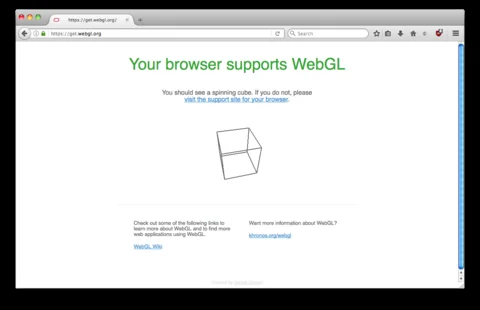 https://get.webgl.org/
https://get.webgl.org
Search
Your browser supports WebGL
You should see a spinning cube. If you do not, please
visit the support site for your browser.
Check out some of the following links to
learn more about WebGL and to find more
web applications using WebGL.
WebGL Wiki
Want more information about WebGL?
khronos.org/webgl